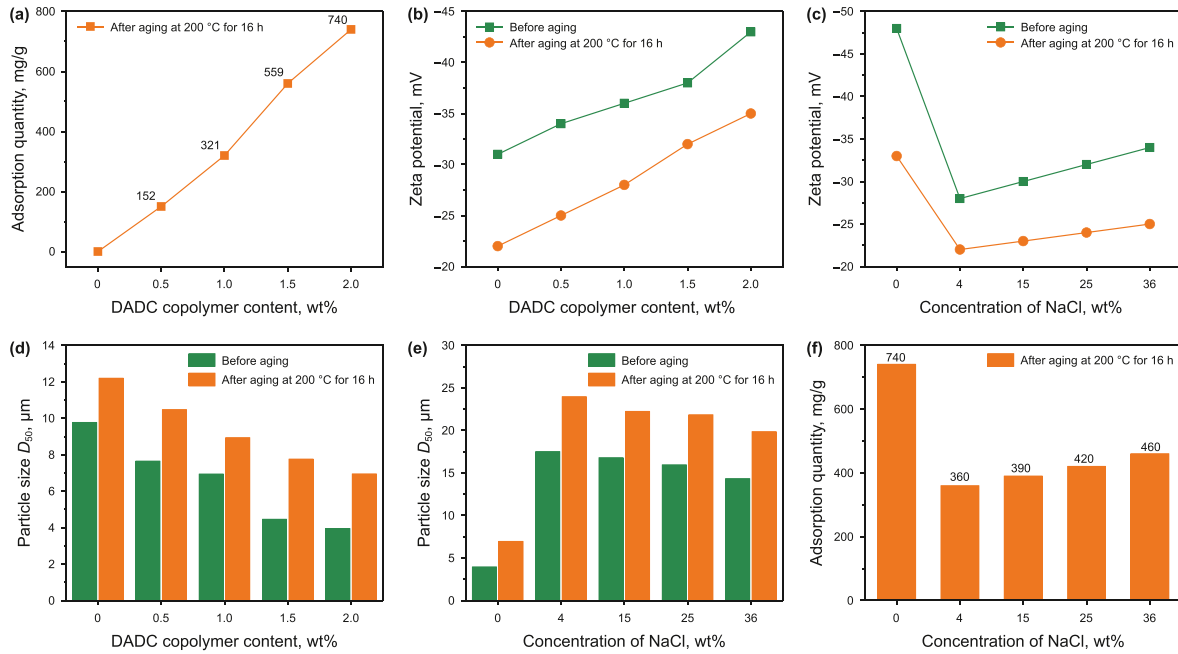 (a)
800
600
400
200
0
Adsorption quantity, mg/g
After aging at 200 °C for 16 h
152
321
559
740
0 0.5 1.0 1.5 2.0
DADC copolymer content, wt%
(b)
−50
−45
−40
−35
−30
−25
−20
Zeta potential, mV
Before aging
After aging at 200 °C for 16 h
0 0.5 1.0 1.5 2.0
DADC copolymer content, wt%
(c)
−50
−45
−40
−35
−30
−25
−20
Zeta potential, mV
Before aging
After aging at 200 °C for 16 h
0 4 15 25 36
Concentration of NaCl, wt%
(d)
14
12
10
8
6
4
2
0
Particle size D50, μm
Before aging
After aging at 200 °C for 16 h
0 0.5 1.0 1.5 2.0
DADC copolymer content, wt%
(e)
30
25
20
15
10
5
0
Particle size D50, μm
Before aging
After aging at 200 °C for 16 h
0 4 15 25 36
Concentration of NaCl, wt%
(f)
800
600
400
200
0
Adsorption quantity, mg/g
After aging at 200 °C for 16 h
740
360
390
420
460
0 4 15 25 36
Concentration of NaCl, wt%